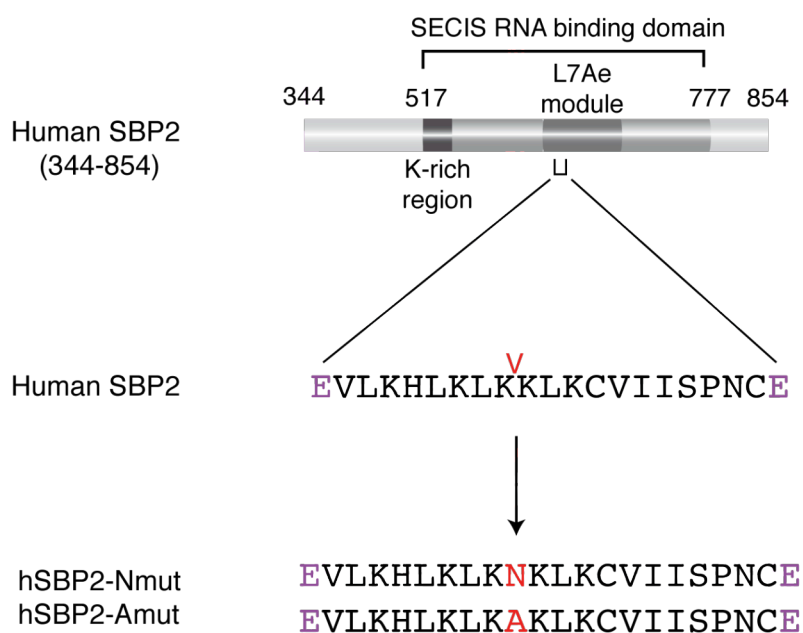 SECIS RNA binding domain
L7Ae
module
344 517 777 854
Human SBP2
(344-854)
K-rich
region
V
Human SBP2 EVLKHLKLKKLKCVIISPNCE
hSBP2-Nmut EVLKHLKLKNKLKCVIISPNCE
hSBP2-Amut EVLKHLKLKAKLKCVIISPNCE